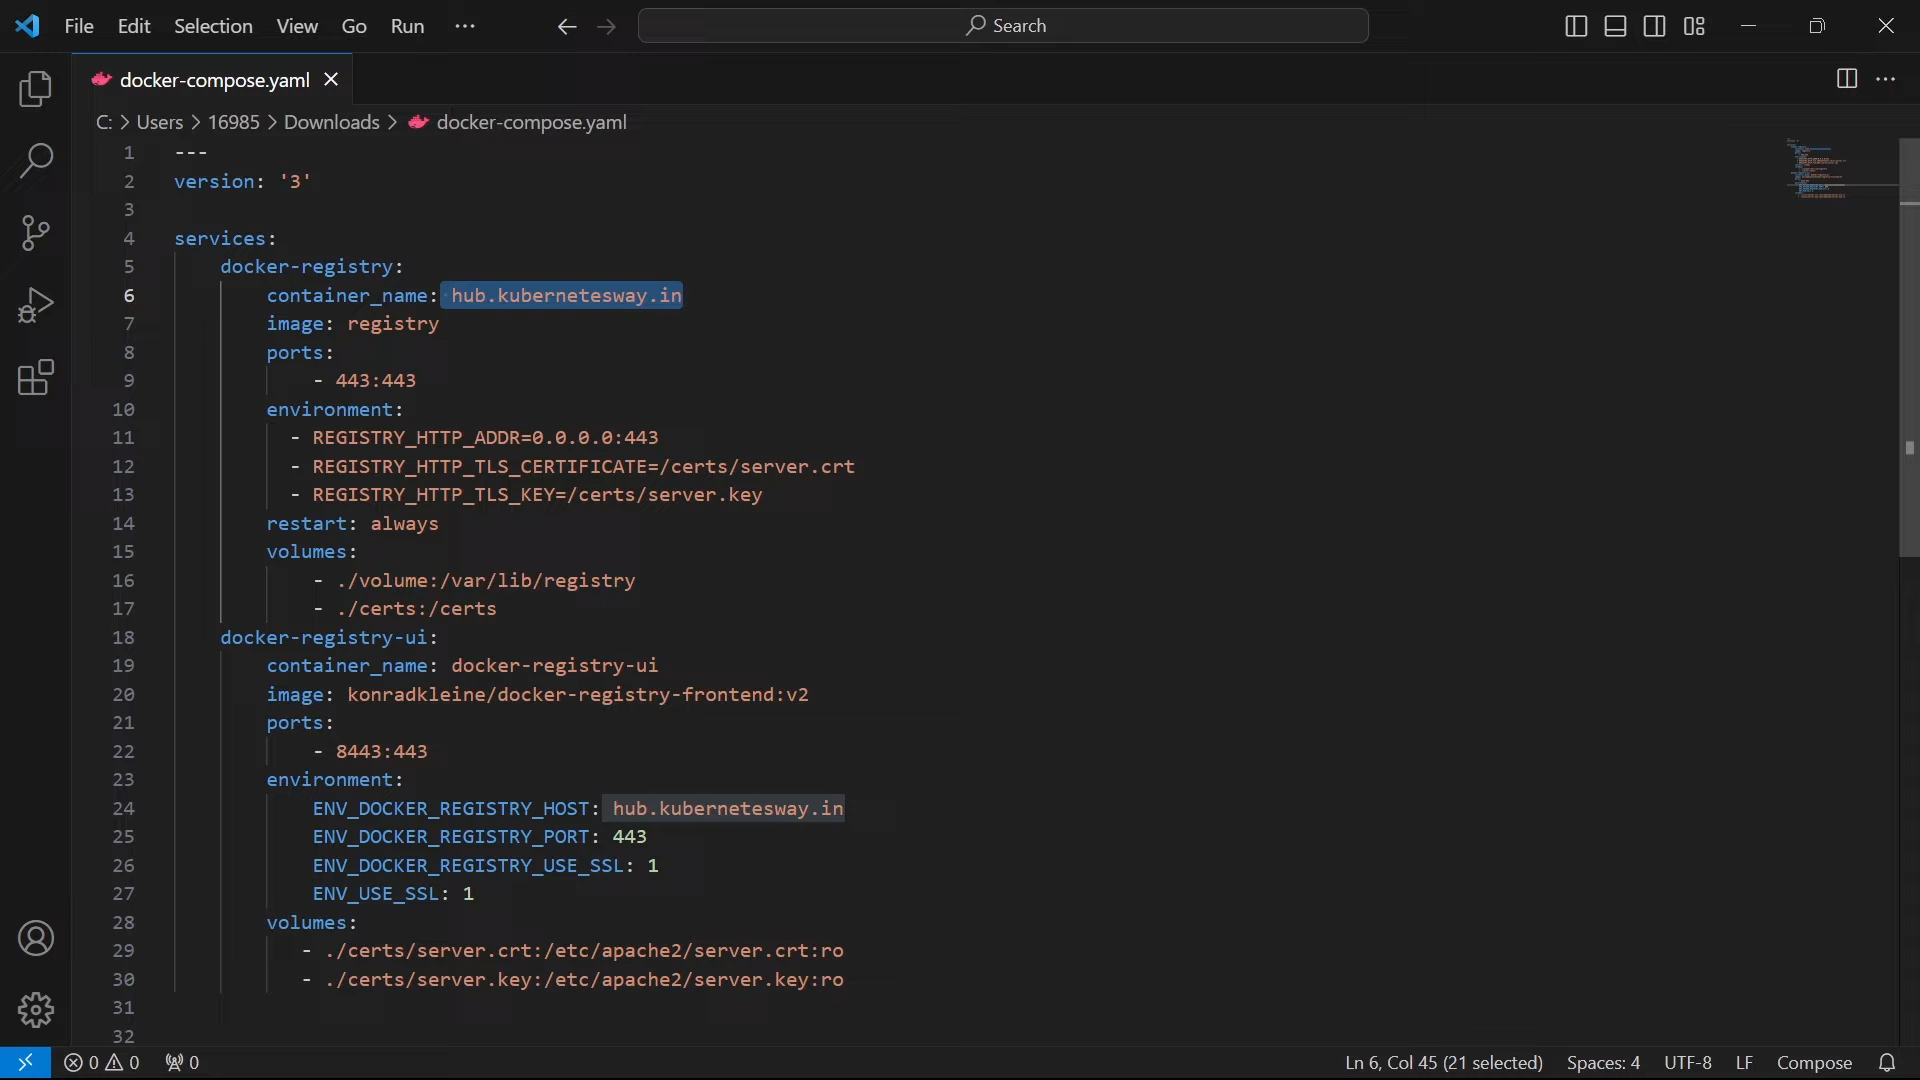 File Edit Selection View Go Run ··· Search
docker-compose.yaml
C: > Users > 16985 > Downloads > docker-compose.yaml
1 ---
2 version: '3'
3
4 services:
5 docker-registry:
6 container_name: hub.kubernetesway.in
7 image: registry
8 ports:
9 - 443:443
10 environment:
11 - REGISTRY_HTTP_ADDR=0.0.0.0:443
12 - REGISTRY_HTTP_TLS_CERTIFICATE=/certs/server.crt
13 - REGISTRY_HTTP_TLS_KEY=/certs/server.key
14 restart: always
15 volumes:
16 - ./volume:/var/lib/registry
17 - ./certs:/certs
18 docker-registry-ui:
19 container_name: docker-registry-ui
20 image: konradkleine/docker-registry-frontend:v2
21 ports:
22 - 8443:443
23 environment:
24 ENV_DOCKER_REGISTRY_HOST: hub.kubernetesway.in
25 ENV_DOCKER_REGISTRY_PORT: 443
26 ENV_DOCKER_REGISTRY_USE_SSL: 1
27 ENV_USE_SSL: 1
28 volumes:
29 - ./certs/server.crt:/etc/apache2/server.crt:ro
30 - ./certs/server.key:/etc/apache2/server.key:ro
31
32
0 0 0 Ln 6, Col 45 (21 selected) Spaces: 4 UTF-8 LF Compose